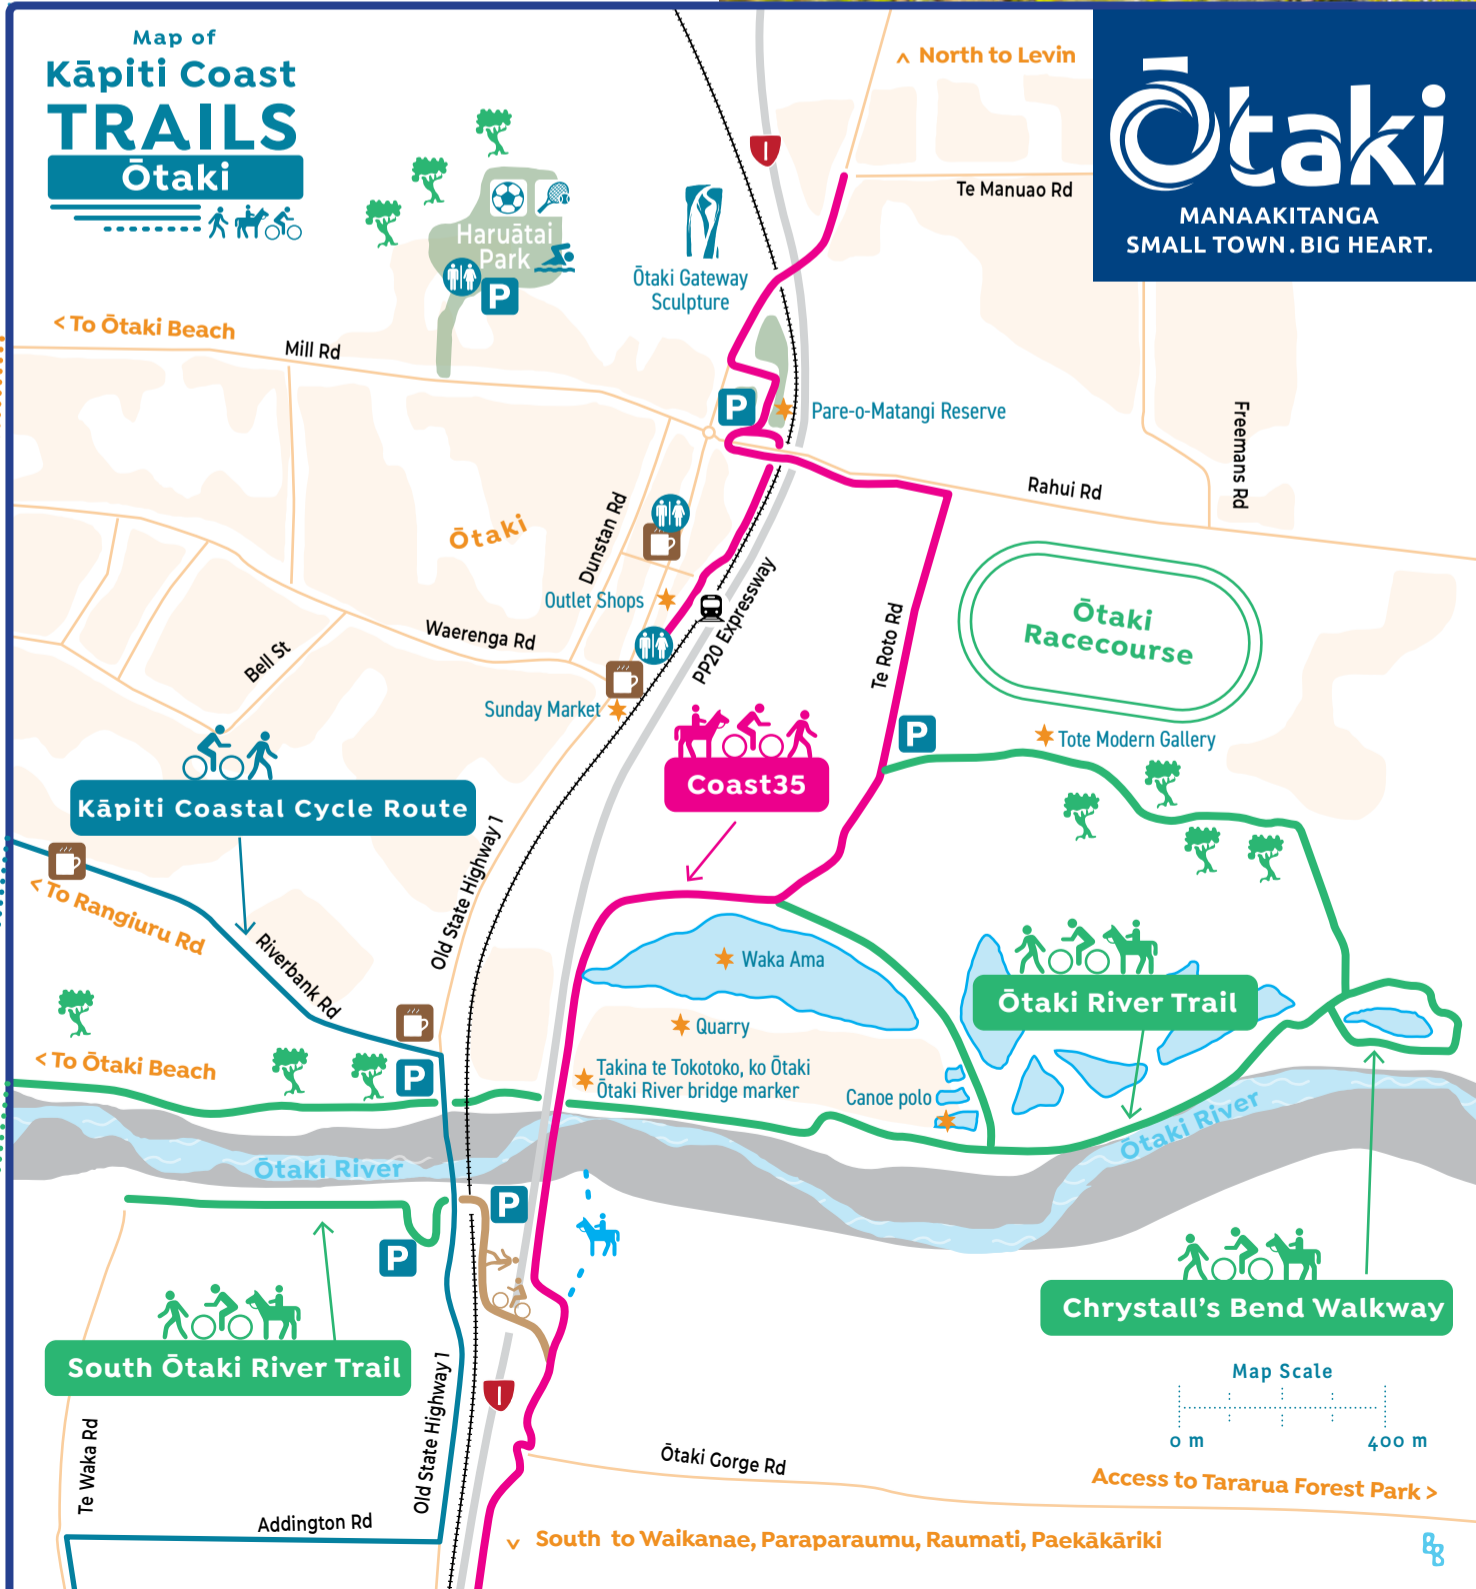 Map of
Kāpiti Coast
TRAILS
Ōtaki
^ North to Levin
Ōtaki
MANAAKITANGA
SMALL TOWN. BIG HEART.
I
Te Manuao Rd
Haruātai
Park
P
Ōtaki Gateway
Sculpture
< To Ōtaki Beach
Mill Rd
P
Pare-o-Matangi Reserve
Freemans Rd
Rahui Rd
Ōtaki
Dunstan Rd
Outlet Shops
PP20 Expressway
Te Roto Rd
Ōtaki
Racecourse
Waerenga Rd
Bell St
Sunday Market
P
Tote Modern Gallery
Coast35
Kāpiti Coastal Cycle Route
Old State Highway 1
< To Rangiuru Rd
Riverbank Rd
Waka Ama
Ōtaki River Trail
Quarry
< To Ōtaki Beach
P
Takina te Tokotoko, ko Ōtaki
Ōtaki River bridge marker
Canoe polo
Ōtaki River
Ōtaki River
P
P
Chrystall's Bend Walkway
South Ōtaki River Trail
Old State Highway 1
I
Map Scale
0 m
400 m
Te Waka Rd
Ōtaki Gorge Rd
Access to Tararua Forest Park >
Addington Rd
v South to Waikanae, Paraparaumu, Raumati, Paekākāriki
BB